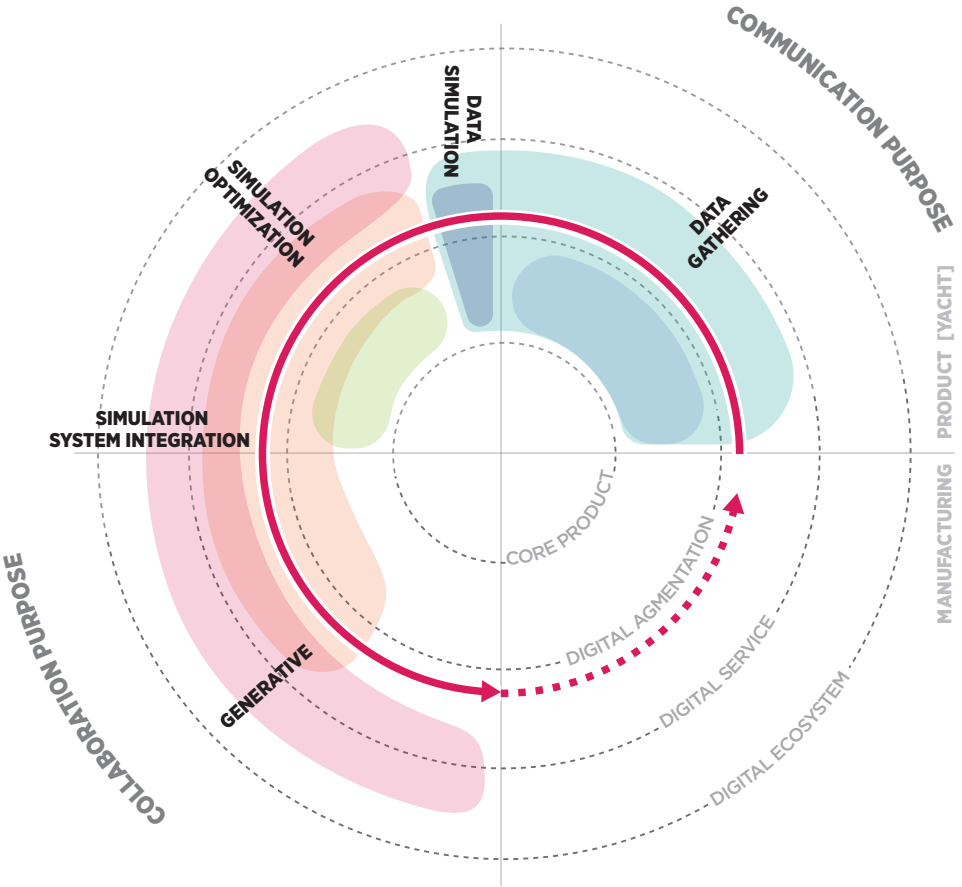 COMMUNICATION PURPOSE
DATA
SIMULATION
DATA
GATHERING
SIMULATION
OPTIMIZATION
PRODUCT [YACHT]
SIMULATION
SYSTEM INTEGRATION
MANUFACTURING
CORE PRODUCT
DIGITAL AGMENTATION
DIGITAL SERVICE
DIGITAL ECOSYSTEM
GENERATIVE
COLLABORATION PURPOSE